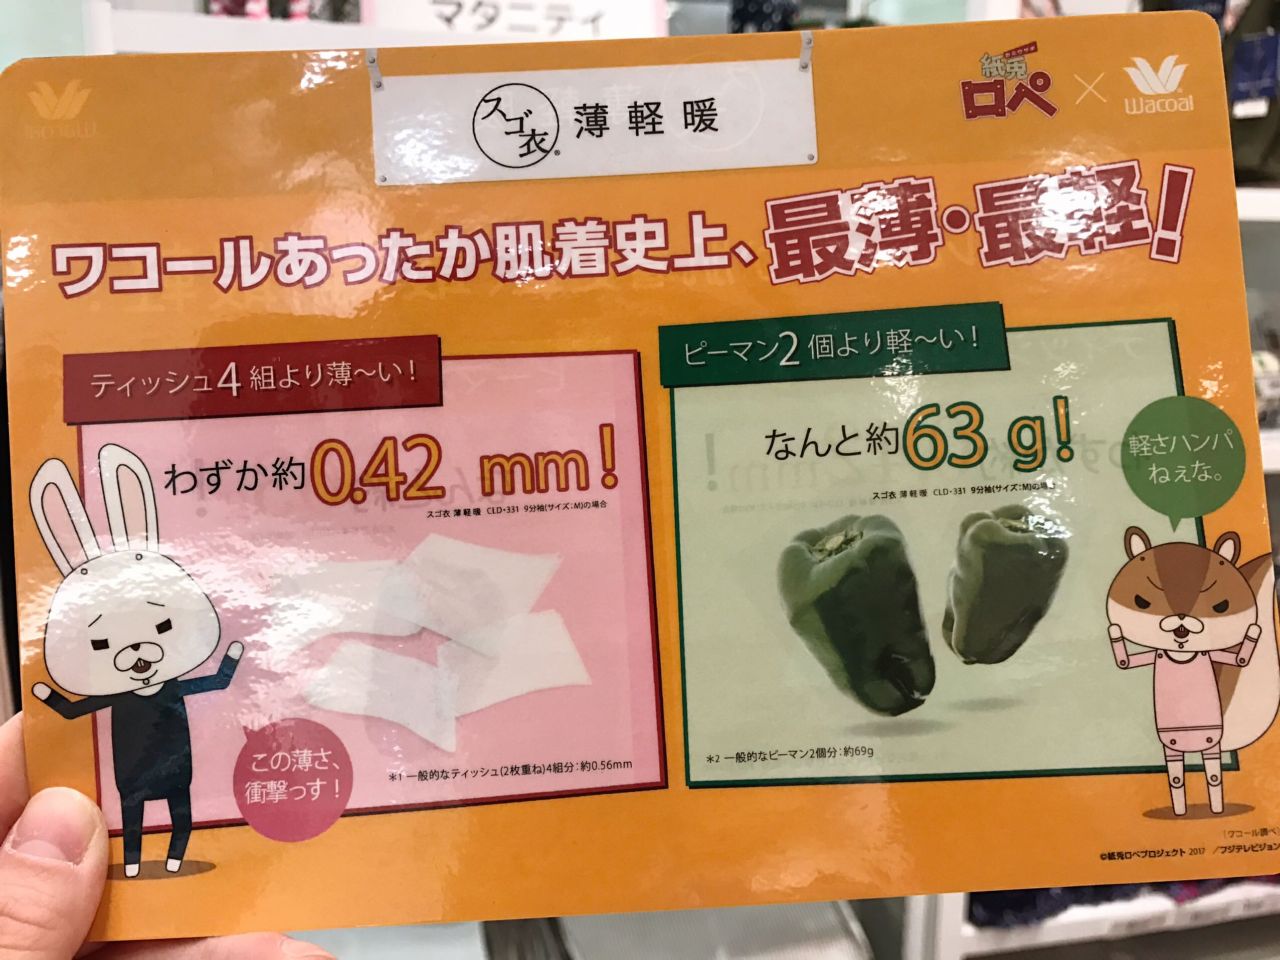 マタニティ
スゴ衣® 薄軽暖
カミウサギ
紙兎
ロペ × Wacoal
ワコールあったか肌着史上、最薄・最軽!
ティッシュ4組より薄〜い!
わずか約0.42 mm!
スゴ衣 薄軽暖 CLD・331 9分袖(サイズ:M)の場合
この薄さ、
衝撃っす!
*1 一般的なティッシュ(2枚重ね)4組分:約0.56mm
ピーマン2個より軽〜い!
なんと約63 g!
スゴ衣 薄軽暖 CLD・331 9分袖(サイズ:M)の場合
軽さハンパ
ねぇな。
*2 一般的なピーマン2個分:約69g
(ワコール調べ)
©紙兎ロペプロジェクト 2017 /フジテレビジョン